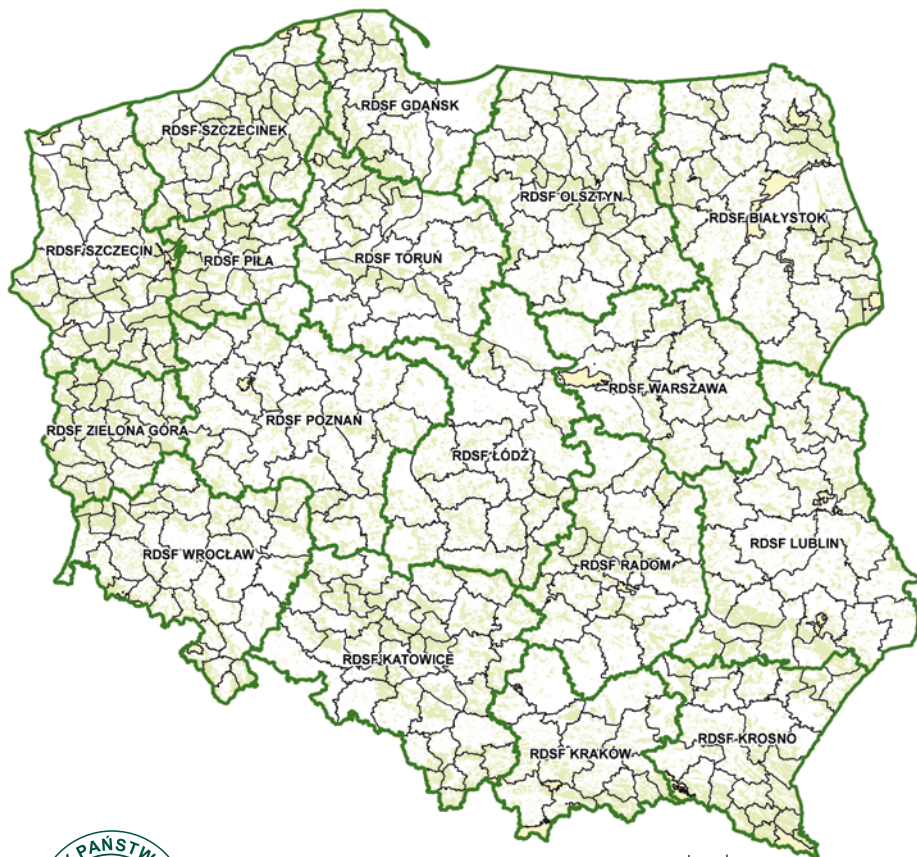 RDSF GDAŃSK
RDSF SZCZECINEK
RDSF OLSZTYN
RDSF BIAŁYSTOK
RDSF SZCZECIN
RDSF PIŁA
RDSF TORUŃ
RDSF WARSZAWA
RDSF ZIELONA GÓRA
RDSF POZNAŃ
RDSF ŁÓDŹ
RDSF WROCŁAW
RDSF RADOM
RDSF LUBLIN
RDSF KATOWICE
RDSF KRAKÓW
RDSF KROSNO